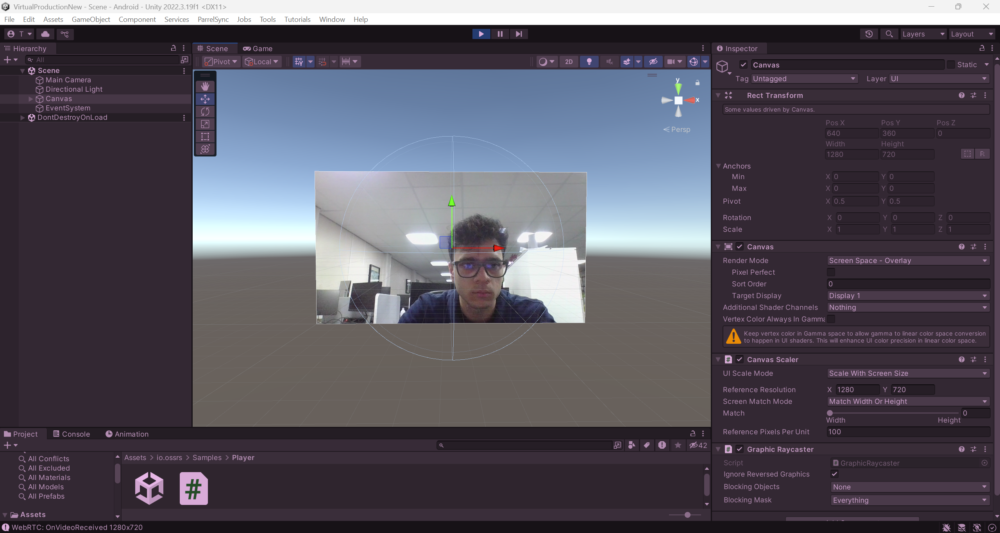 VirtualProductionNew - Scene - Android - Unity 2022.3.19f1 <DX11>
File Edit Assets GameObject Component Services ParrelSync Jobs Tools Tutorials Window Help
T Layers Layout
Hierarchy
All
Scene
Main Camera
Directional Light
Canvas
EventSystem
DontDestroyOnLoad
Scene Game
Pivot Local 2D
y
x
Persp
Inspector
Canvas Static
Tag Untagged Layer UI
Rect Transform
Some values driven by Canvas.
Pos X Pos Y Pos Z
640 360 0
Width Height
1280 720
R
Anchors
Min X 0 Y 0
Max X 0 Y 0
Pivot X 0.5 Y 0.5
Rotation X 0 Y 0 Z 0
Scale X 1 Y 1 Z 1
Canvas
Render Mode Screen Space - Overlay
Pixel Perfect
Sort Order 0
Target Display Display 1
Additional Shader Channels Nothing
Vertex Color Always In Gamma
Keep vertex color in Gamma space to allow gamma to linear color space conversion
to happen in UI shaders. This will enhance UI color precision in linear color space.
Canvas Scaler
UI Scale Mode Scale With Screen Size
Reference Resolution X 1280 Y 720
Screen Match Mode Match Width Or Height
Match 0
Width Height
Reference Pixels Per Unit 100
Graphic Raycaster
Script # GraphicRaycaster
Ignore Reversed Graphics
Blocking Objects None
Blocking Mask Everything
Project Console Animation
42
All Conflicts
All Excluded
All Materials
All Models
All Prefabs
Assets
Assets > io.ossrs > Samples > Player
#
WebRTC: OnVideoReceived 1280x720